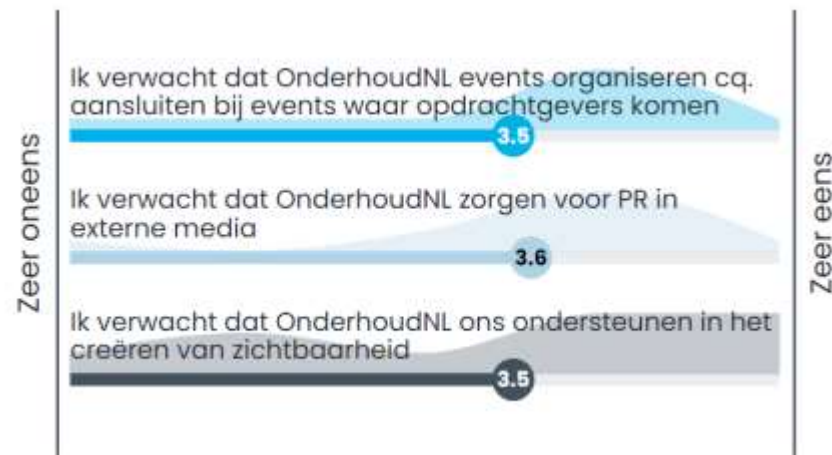 Zeer oneens
Ik verwacht dat OnderhoudNL events organiseren cq.
aansluiten bij events waar opdrachtgevers komen
3.5
Ik verwacht dat OnderhoudNL zorgen voor PR in
externe media
3.6
Ik verwacht dat OnderhoudNL ons ondersteunen in het
creëren van zichtbaarheid
3.5
Zeer eens